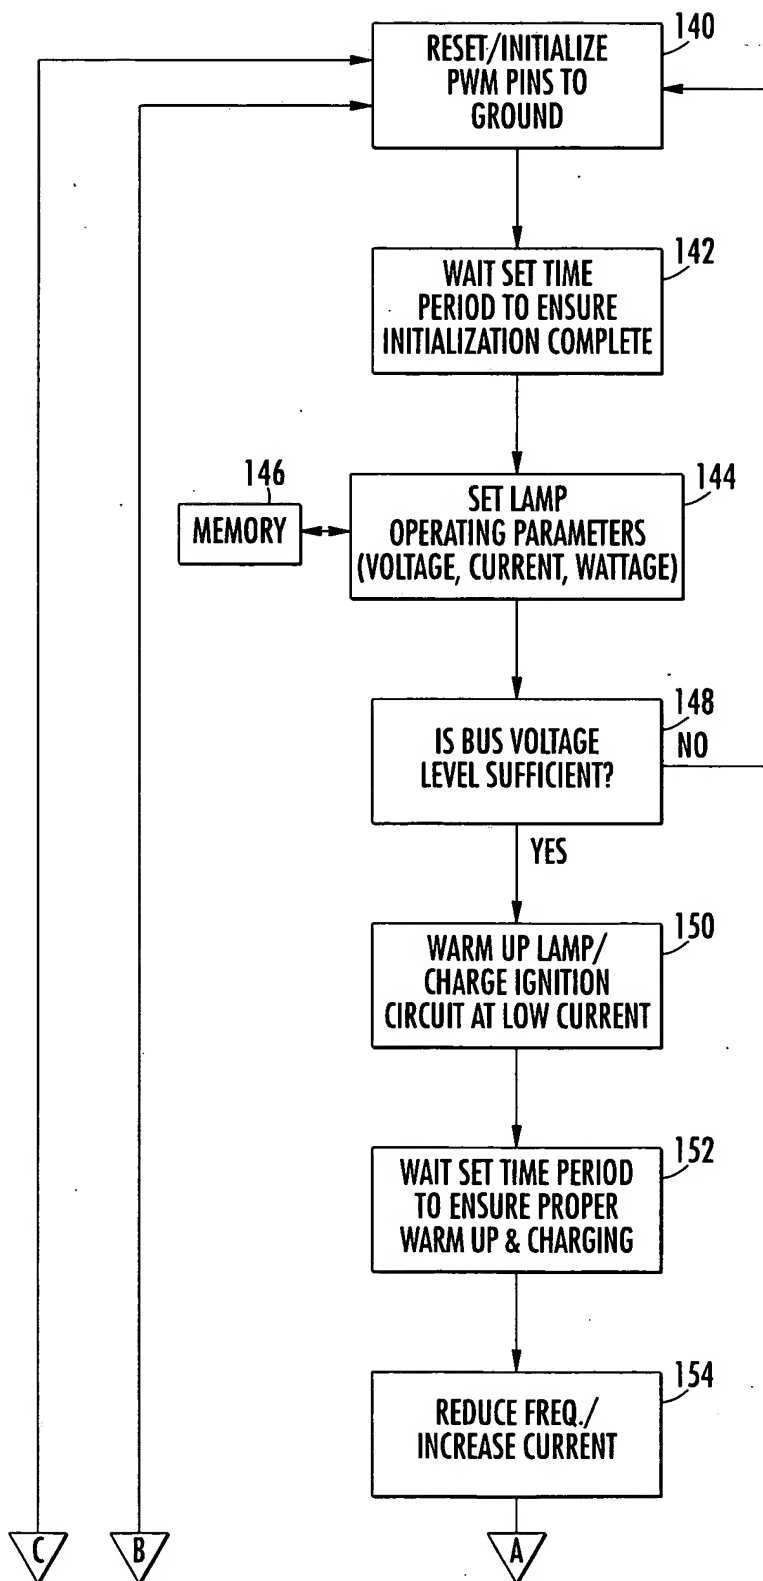 140
RESET/INITIALIZE
PWM PINS TO
GROUND
142
WAIT SET TIME
PERIOD TO ENSURE
INITIALIZATION COMPLETE
146
MEMORY
144
SET LAMP
OPERATING PARAMETERS
(VOLTAGE, CURRENT, WATTAGE)
148
IS BUS VOLTAGE
LEVEL SUFFICIENT?
NO
YES
150
WARM UP LAMP/
CHARGE IGNITION
CIRCUIT AT LOW CURRENT
152
WAIT SET TIME PERIOD
TO ENSURE PROPER
WARM UP & CHARGING
154
REDUCE FREQ./
INCREASE CURRENT
C
B
A